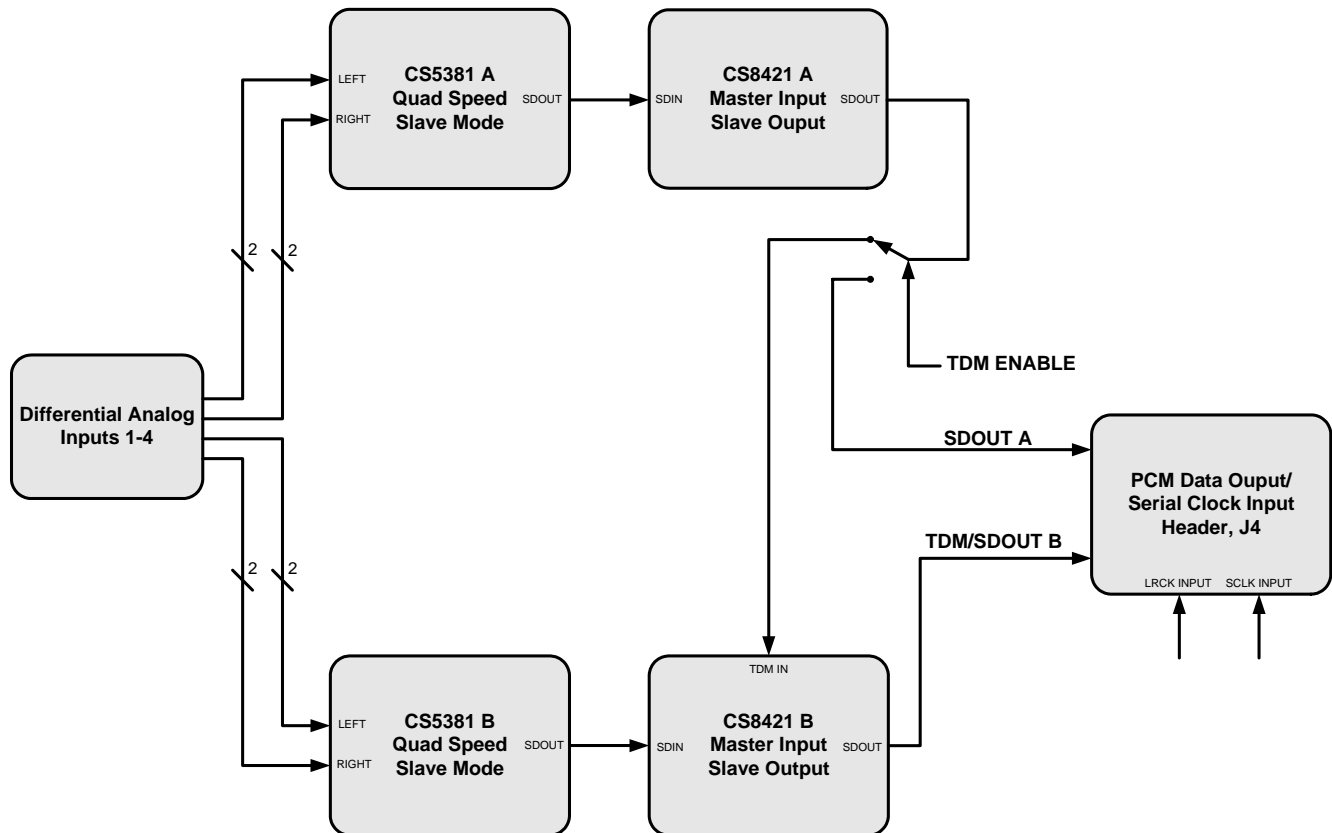 CS5381 A
Quad Speed
Slave Mode
LEFT
RIGHT
SDOUT
CS8421 A
Master Input
Slave Ouput
SDIN
SDOUT
2
2
TDM ENABLE
Differential Analog
Inputs 1-4
SDOUT A
TDM/SDOUT B
PCM Data Ouput/
Serial Clock Input
Header, J4
LRCK INPUT
SCLK INPUT
2
2
CS5381 B
Quad Speed
Slave Mode
LEFT
RIGHT
SDOUT
TDM IN
CS8421 B
Master Input
Slave Output
SDIN
SDOUT